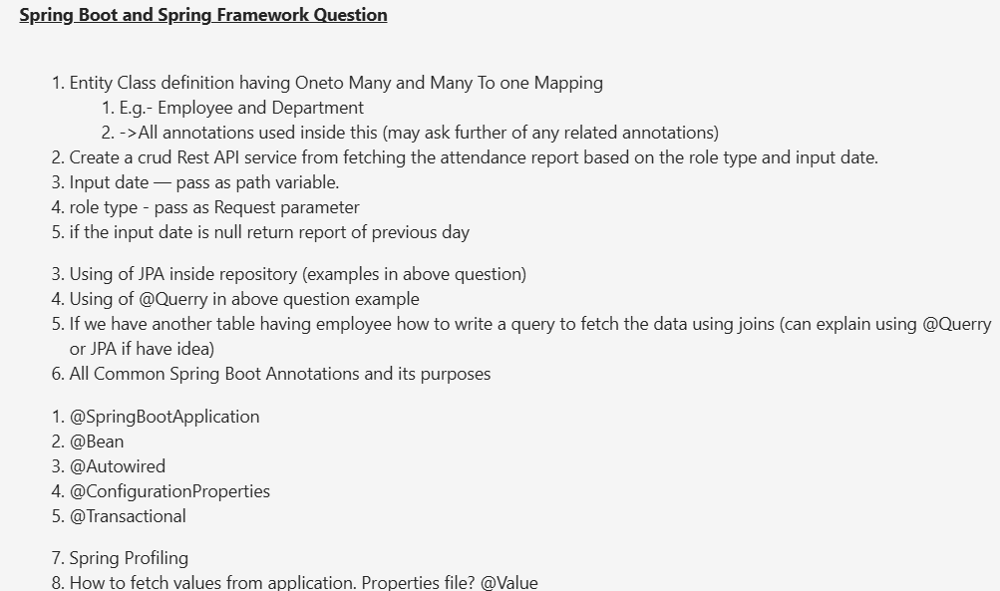 Spring Boot and Spring Framework Question
1. Entity Class definition having Oneto Many and Many To one Mapping
1. E.g.- Employee and Department
2. ->All annotations used inside this (may ask further of any related annotations)
2. Create a crud Rest API service from fetching the attendance report based on the role type and input date.
3. Input date — pass as path variable.
4. role type - pass as Request parameter
5. if the input date is null return report of previous day
3. Using of JPA inside repository (examples in above question)
4. Using of @Querry in above question example
5. If we have another table having employee how to write a query to fetch the data using joins (can explain using @Querry
or JPA if have idea)
6. All Common Spring Boot Annotations and its purposes
1. @SpringBootApplication
2. @Bean
3. @Autowired
4. @ConfigurationProperties
5. @Transactional
7. Spring Profiling
8. How to fetch values from application. Properties file? @Value